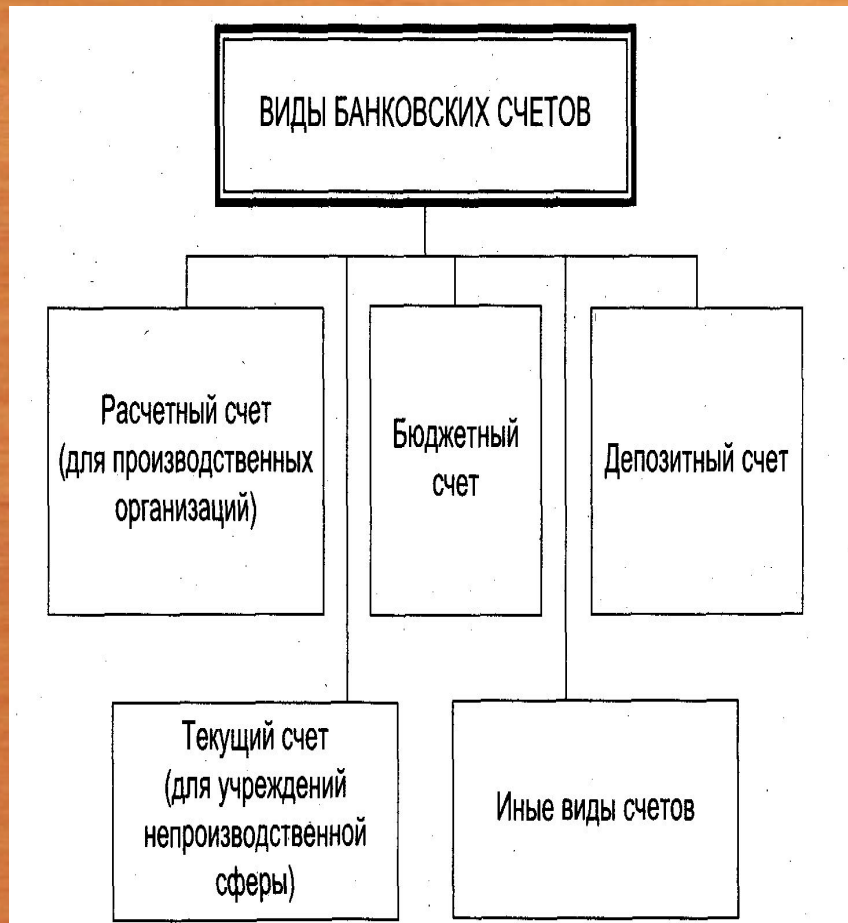 ВИДЫ БАНКОВСКИХ СЧЕТОВ
Расчетный счет
(для производственных
организаций)
Бюджетный
счет
Депозитный счет
Текущий счет
(для учреждений
непроизводственной
сферы)
Иные виды счетов